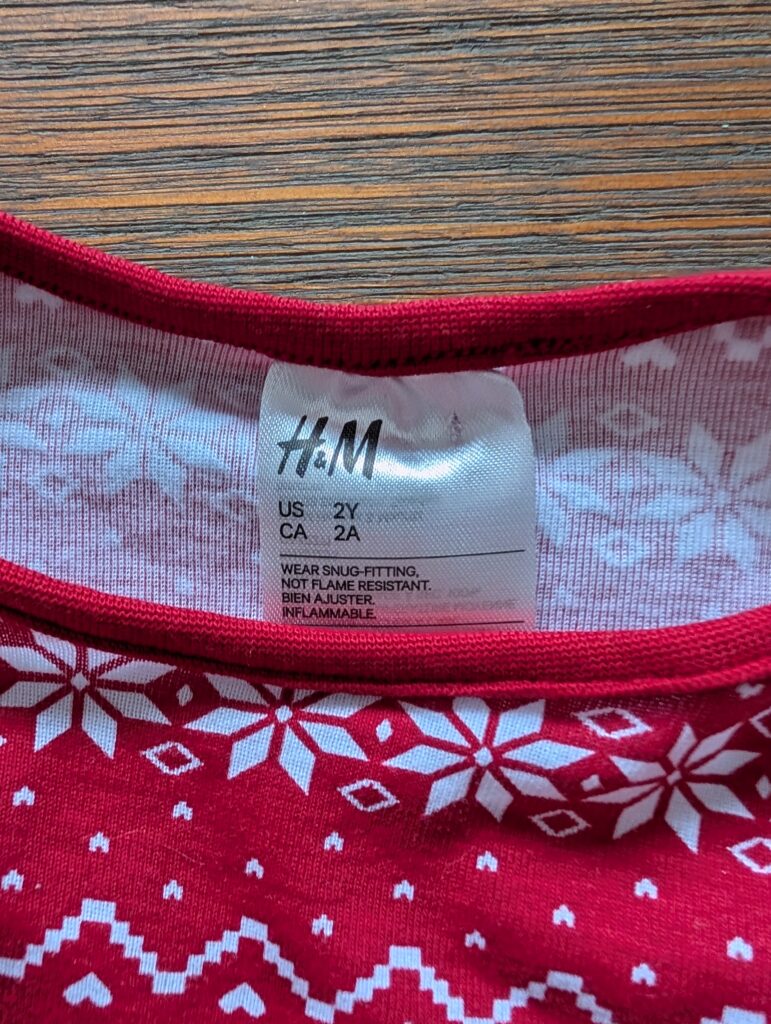 H&M
US 2Y
CA 2A
WEAR SNUG-FITTING,
NOT FLAME RESISTANT.
BIEN AJUSTER.
INFLAMMABLE.